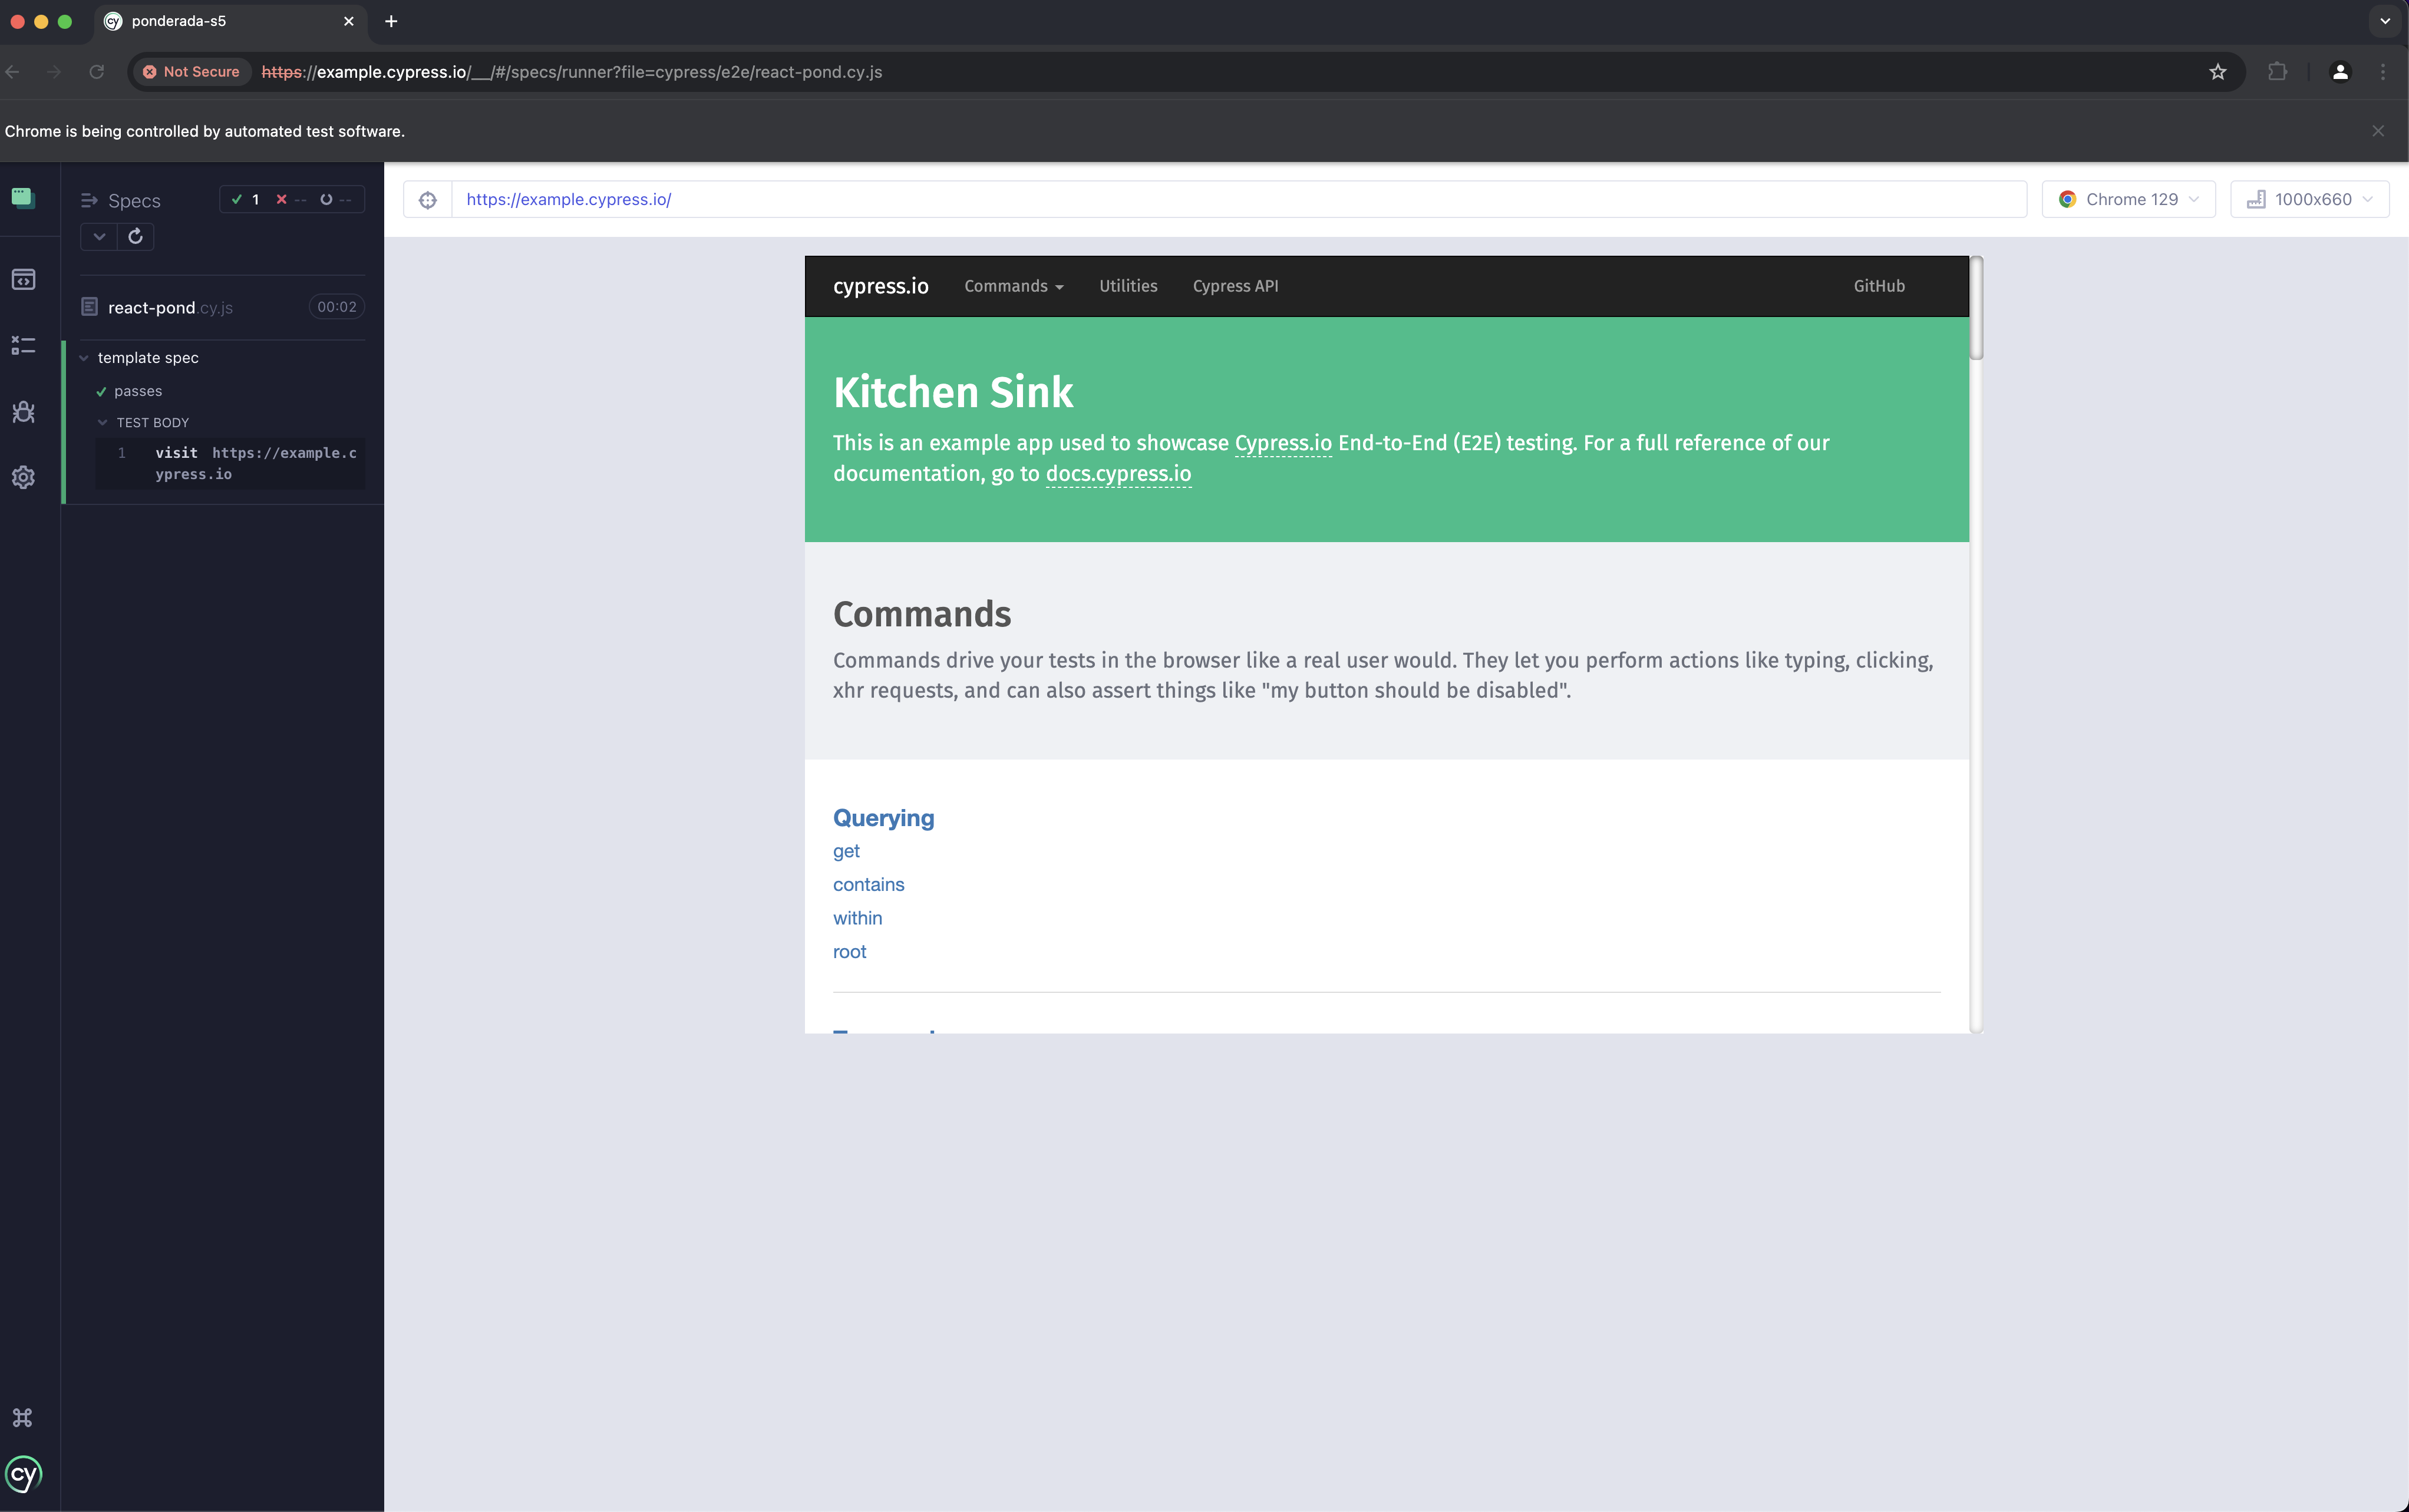 ponderada-s5
Not Secure https://example.cypress.io/__/#/specs/runner?file=cypress/e2e/react-pond.cy.js
Chrome is being controlled by automated test software.
Specs 1 -- --
react-pond.cy.js 00:02
template spec
passes
TEST BODY
1 visit https://example.c
ypress.io
cy
https://example.cypress.io/ Chrome 129 1000x660
cypress.io Commands Utilities Cypress API GitHub
Kitchen Sink
This is an example app used to showcase Cypress.io End-to-End (E2E) testing. For a full reference of our
documentation, go to docs.cypress.io
Commands
Commands drive your tests in the browser like a real user would. They let you perform actions like typing, clicking,
xhr requests, and can also assert things like "my button should be disabled".
Querying
get
contains
within
root